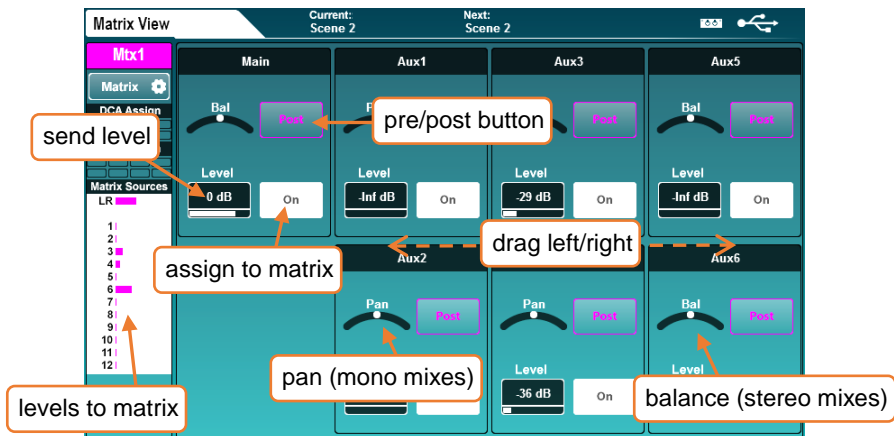 Matrix View
Current:
Scene 2
Next:
Scene 2
Mtx1
Matrix
DCA Assign
Matrix Sources
LR
1
2
3
4
5
6
7
8
9
10
11
12
Main
Bal
Post
Level
0 dB
On
Aux1
Level
-Inf dB
On
Aux3
Post
Level
-29 dB
On
Aux5
Bal
Post
Level
-Inf dB
On
Aux2
Pan
Post
Pan
Post
Level
-36 dB
On
Aux6
Bal
Post
Level
send level
pre/post button
assign to matrix
drag left/right
levels to matrix
pan (mono mixes)
balance (stereo mixes)